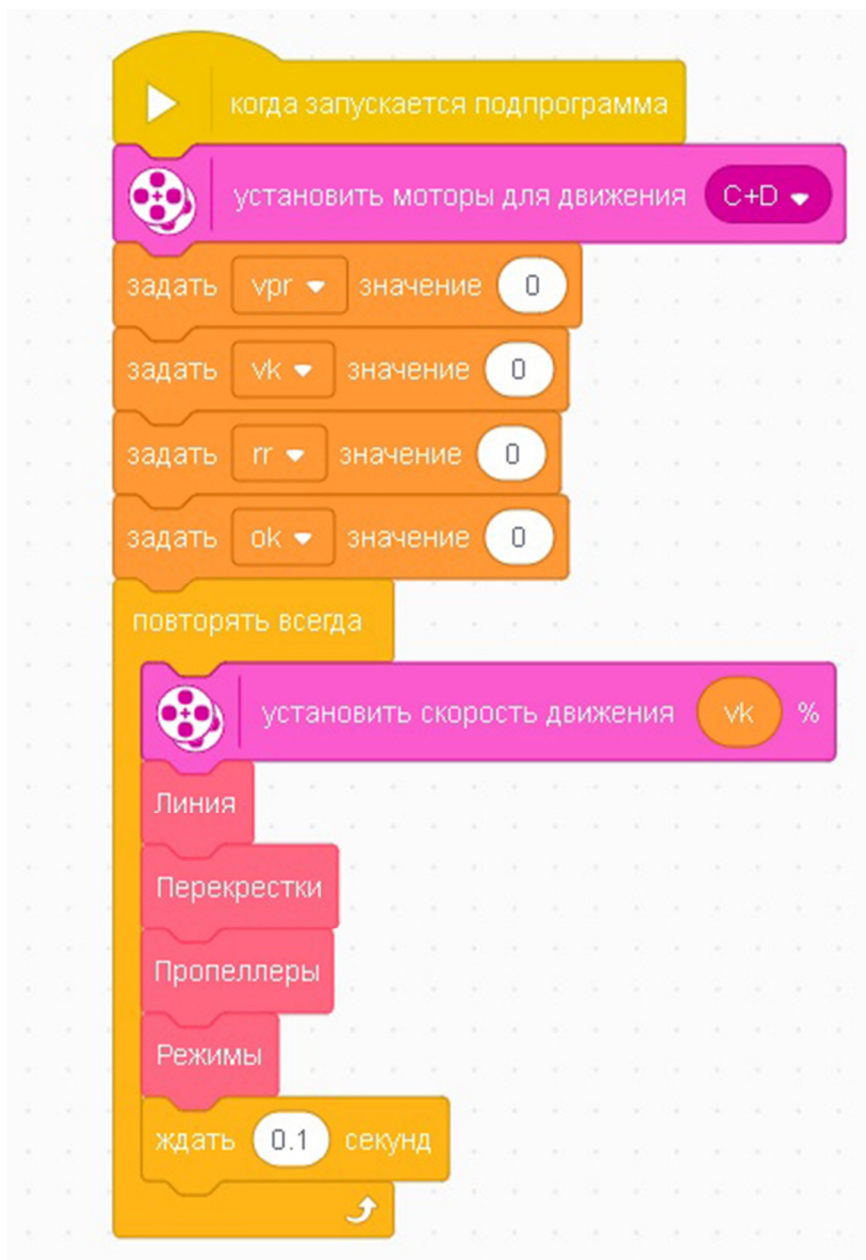 когда запускается подпрограмма
установить моторы для движения C+D
задать vpr значение 0
задать vk значение 0
задать rr значение 0
задать ok значение 0
повторять всегда
установить скорость движения vk %
Линия
Перекрестки
Пропеллеры
Режимы
ждать 0.1 секунд